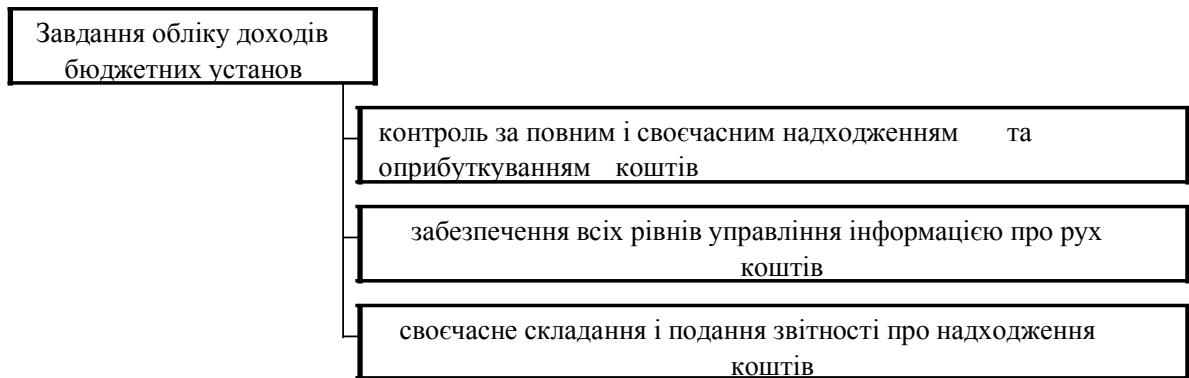 Завдання обліку доходів
бюджетних установ
контроль за повним і своєчасним надходженням та
оприбуткуванням коштів
забезпечення всіх рівнів управління інформацією про рух
коштів
своєчасне складання і подання звітності про надходження
коштів